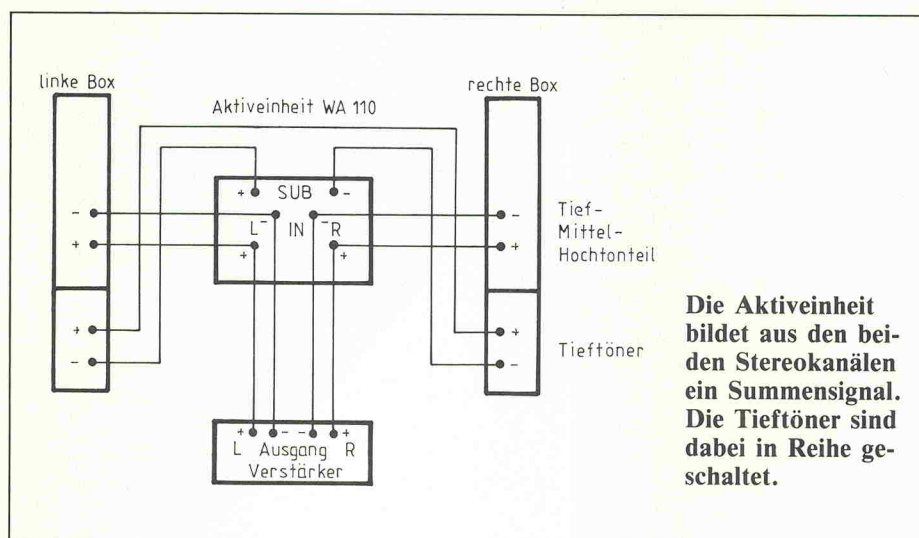 linke Box
rechte Box
Aktiveinheit WA 110
+ SUB -
- L- IN -R -
+ + + +
Tief-
Mittel-
Hochtonteil
+ +
- -
Tieftöner
+ - - +
L Ausgang R
Verstärker
Die Aktiveinheit
bildet aus den bei-
den Stereokanälen
ein Summensignal.
Die Tieftöner sind
dabei in Reihe ge-
schaltet.